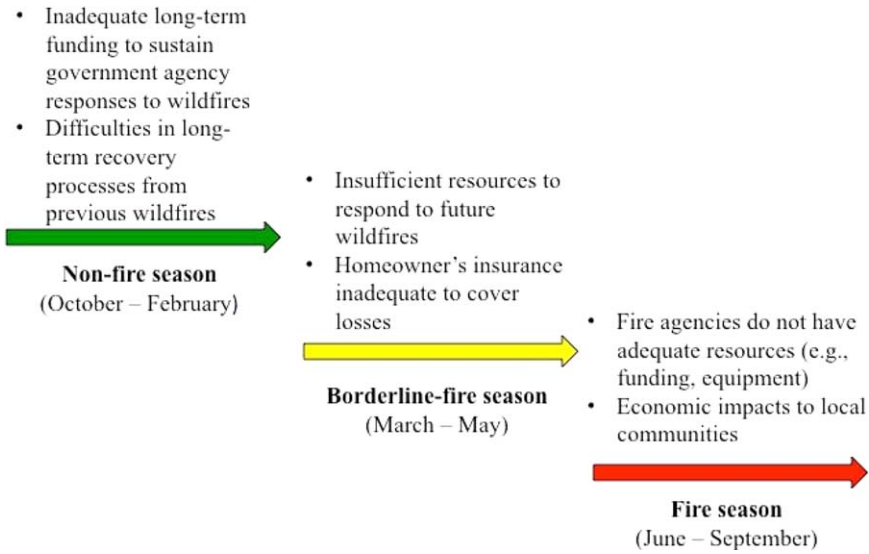 • Inadequate long-term
funding to sustain
government agency
responses to wildfires
• Difficulties in long-
term recovery
processes from
previous wildfires
Non-fire season
(October – February)
• Insufficient resources to
respond to future
wildfires
• Homeowner’s insurance
inadequate to cover
losses
Borderline-fire season
(March – May)
• Fire agencies do not have
adequate resources (e.g.,
funding, equipment)
• Economic impacts to local
communities
Fire season
(June – September)